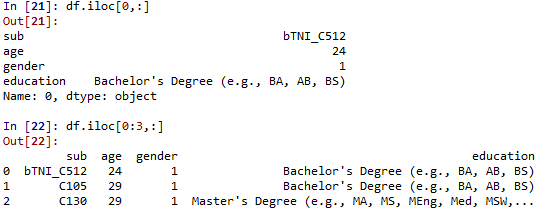 In [21]: df.iloc[0,:]
Out[21]:
sub                                 bTNI_C512
age                                        24
gender                                      1
education    Bachelor's Degree (e.g., BA, AB, BS)
Name: 0, dtype: object
In [22]: df.iloc[0:3,:]
Out[22]:
         sub  age  gender                                          education
0  bTNI_C512   24       1               Bachelor's Degree (e.g., BA, AB, BS)
1       C105   29       1               Bachelor's Degree (e.g., BA, AB, BS)
2       C130   29       1  Master's Degree (e.g., MA, MS, MEng, Med, MSW,...